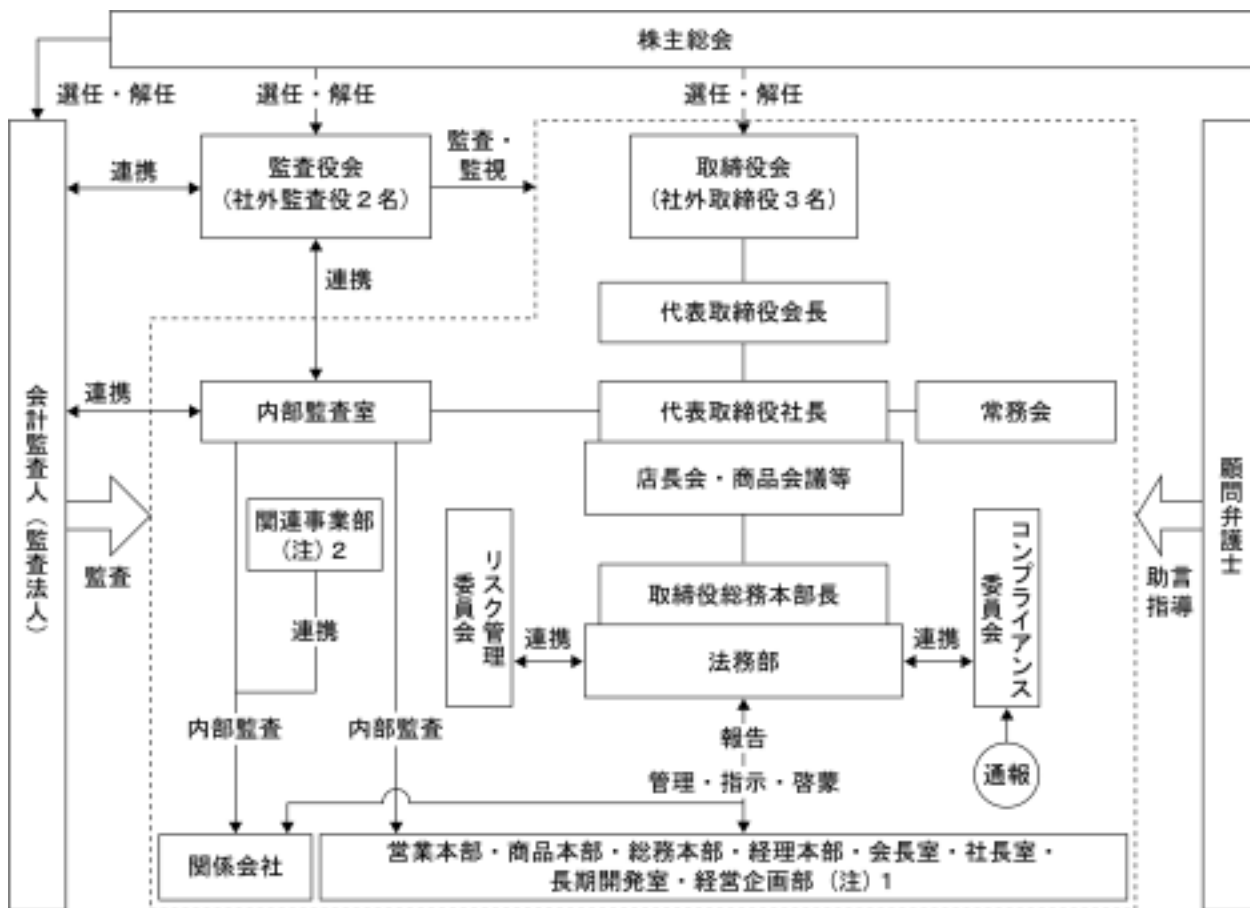 株主総会
選任・解任
選任・解任
選任・解任
監査役会
(社外監査役2名)
監査・
監視
取締役会
(社外取締役3名)
連携
連携
代表取締役会長
連携
内部監査室
代表取締役社長
常務会
店長会・商品会議等
会計監査人(監査法人)
監査
関連事業部
(注)2
連携
リスク管理
委員会
連携
取締役総務本部長
法務部
連携
コンプライアンス
委員会
顧問弁護士
助言
指導
内部監査
内部監査
報告
管理・指示・啓蒙
通報
関係会社
営業本部・商品本部・総務本部・経理本部・会長室・社長室・
長期開発室・経営企画部 (注)1